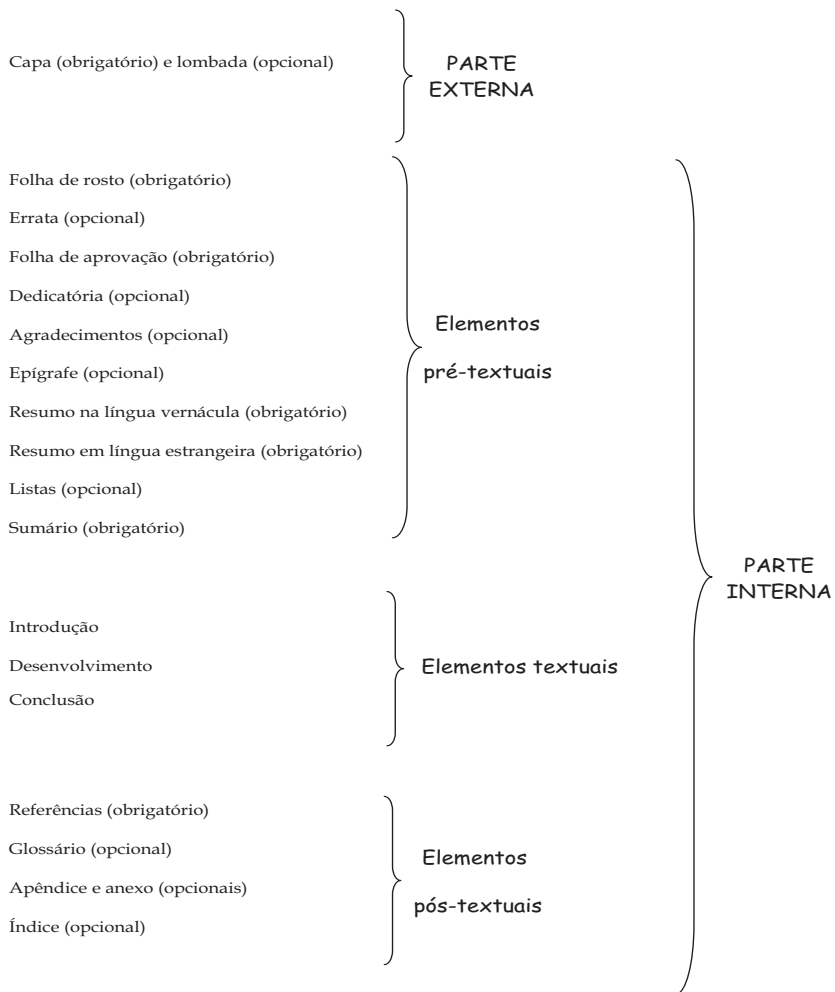 Capa (obrigatório) e lombada (opcional)
PARTE
EXTERNA
Folha de rosto (obrigatório)
Errata (opcional)
Folha de aprovação (obrigatório)
Dedicatória (opcional)
Agradecimentos (opcional)
Epígrafe (opcional)
Resumo na língua vernácula (obrigatório)
Resumo em língua estrangeira (obrigatório)
Listas (opcional)
Sumário (obrigatório)
Elementos
pré-textuais
Introdução
Desenvolvimento
Conclusão
Elementos textuais
Referências (obrigatório)
Glossário (opcional)
Apêndice e anexo (opcionais)
Índice (opcional)
Elementos
pós-textuais
PARTE
INTERNA